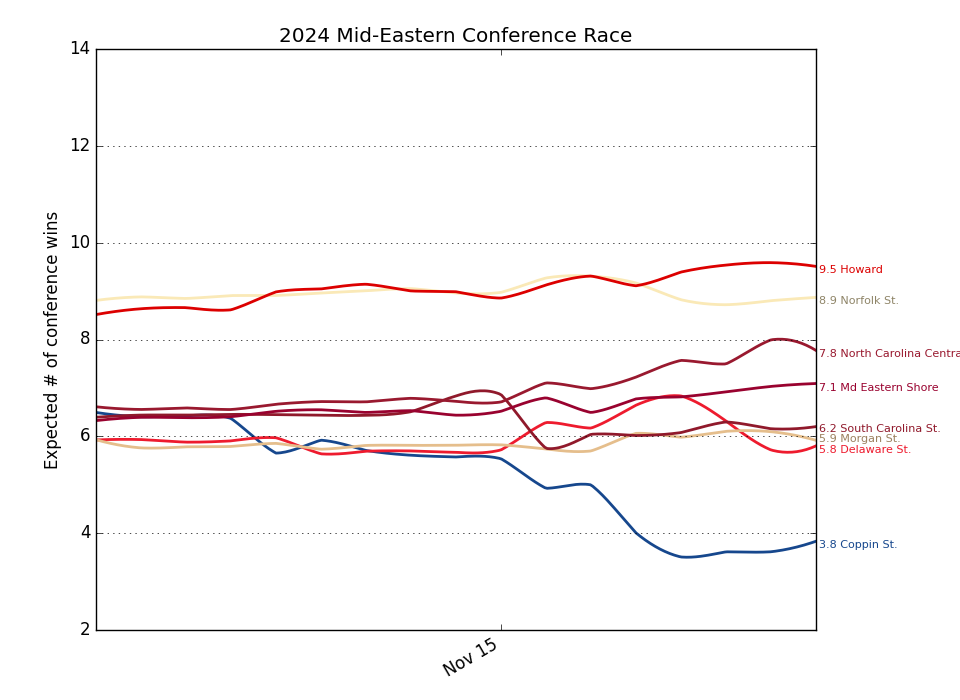 2024 Mid-Eastern Conference Race
Expected # of conference wins
14
12
10
8
6
4
2
Nov 15
9.5 Howard
8.9 Norfolk St.
7.8 North Carolina Centra
7.1 Md Eastern Shore
6.2 South Carolina St.
5.9 Morgan St.
5.8 Delaware St.
3.8 Coppin St.